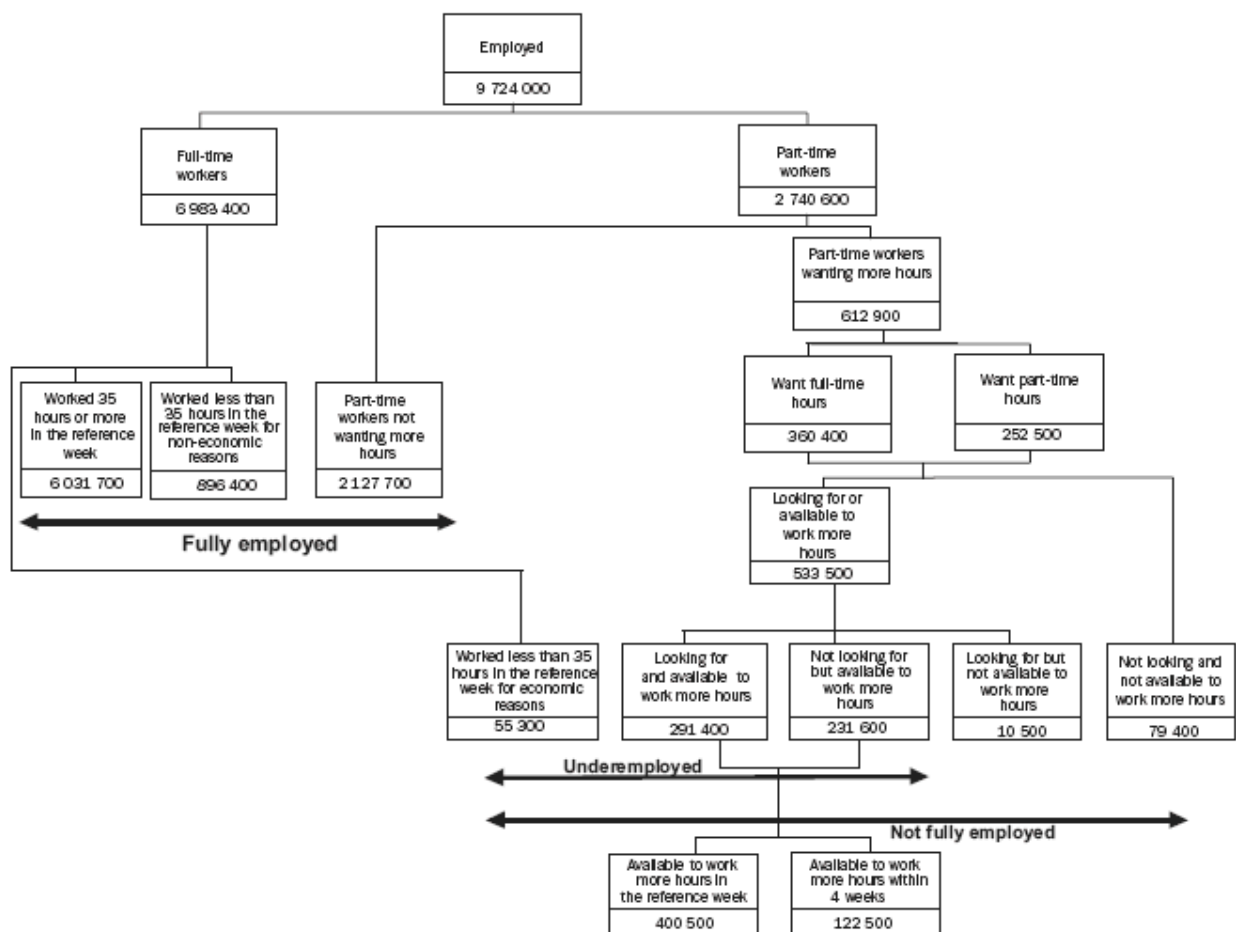 Employed
9 724 000
Full-time
workers
6 983 400
Part-time
workers
2 740 600
Part-time workers
wanting more hours
612 900
Want full-time
hours
360 400
Want part-time
hours
252 500
Worked 35
hours or more
in the reference
week
6 031 700
Worked less than
35 hours in the
reference week for
non-economic
reasons
896 400
Part-time
workers not
wanting more
hours
2 127 700
Fully employed
Looking for or
available to
work more
hours
533 500
Worked less than 35
hours in the reference
week for economic
reasons
55 300
Looking for
and available to
work more hours
291 400
Not looking for
but available to
work more
hours
231 600
Looking for but
not available to
work more
hours
10 500
Not looking and
not available to
work more hours
79 400
Underemployed
Not fully employed
Available to work
more hours in
the reference week
400 500
Available to work
more hours within
4 weeks
122 500